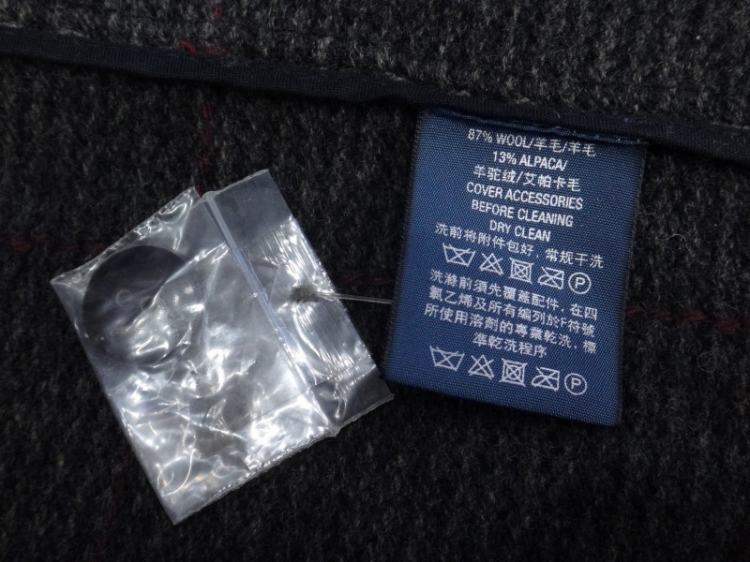 87% WOOL/羊毛/羊毛
13% ALPACA/
羊驼绒/艾帕卡毛
COVER ACCESSORIES
BEFORE CLEANING
DRY CLEAN
洗前将附件包好，常规干洗
P
洗滌前須先覆蓋配件，在四
氯乙烯及所有編列於F符號
所使用溶劑的專業乾洗，標
準乾洗程序
P